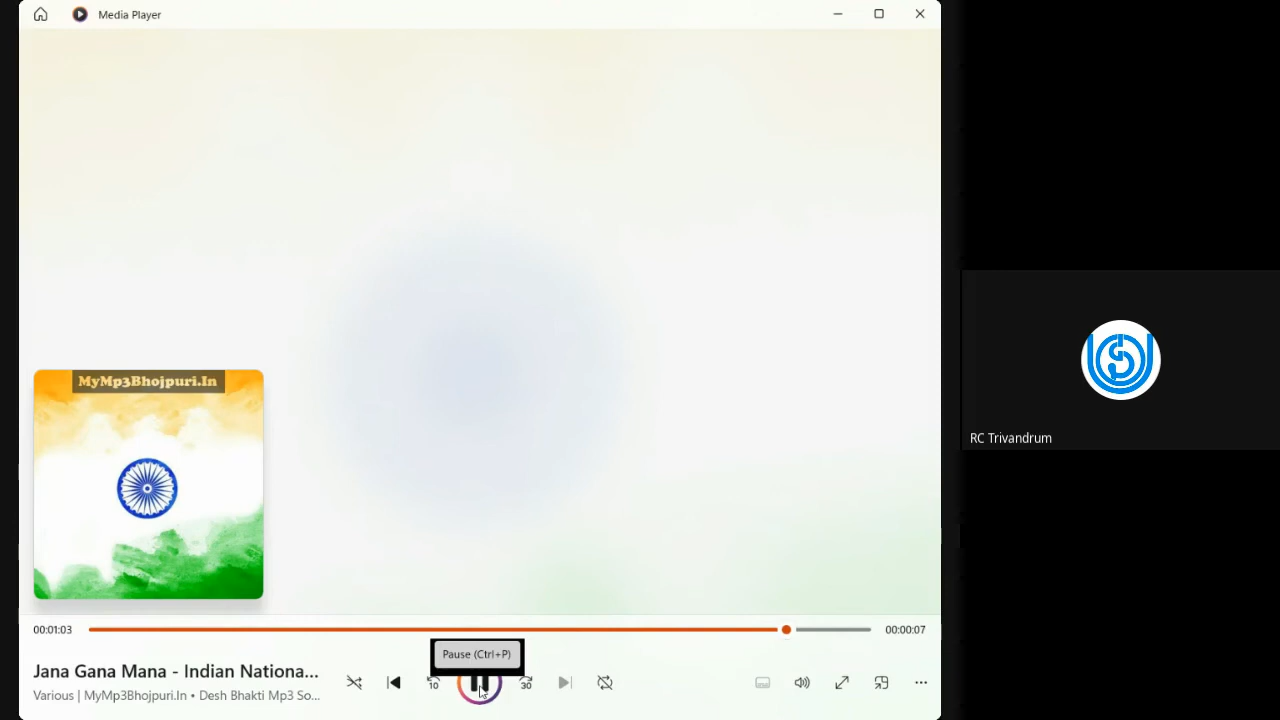 Media Player
MyMp3Bhojpuri.In
RC Trivandrum
00:01:03
00:00:07
Pause (Ctrl+P)
Jana Gana Mana - Indian Nationa...
10
30
Various | MyMp3Bhojpuri.In • Desh Bhakti Mp3 So...